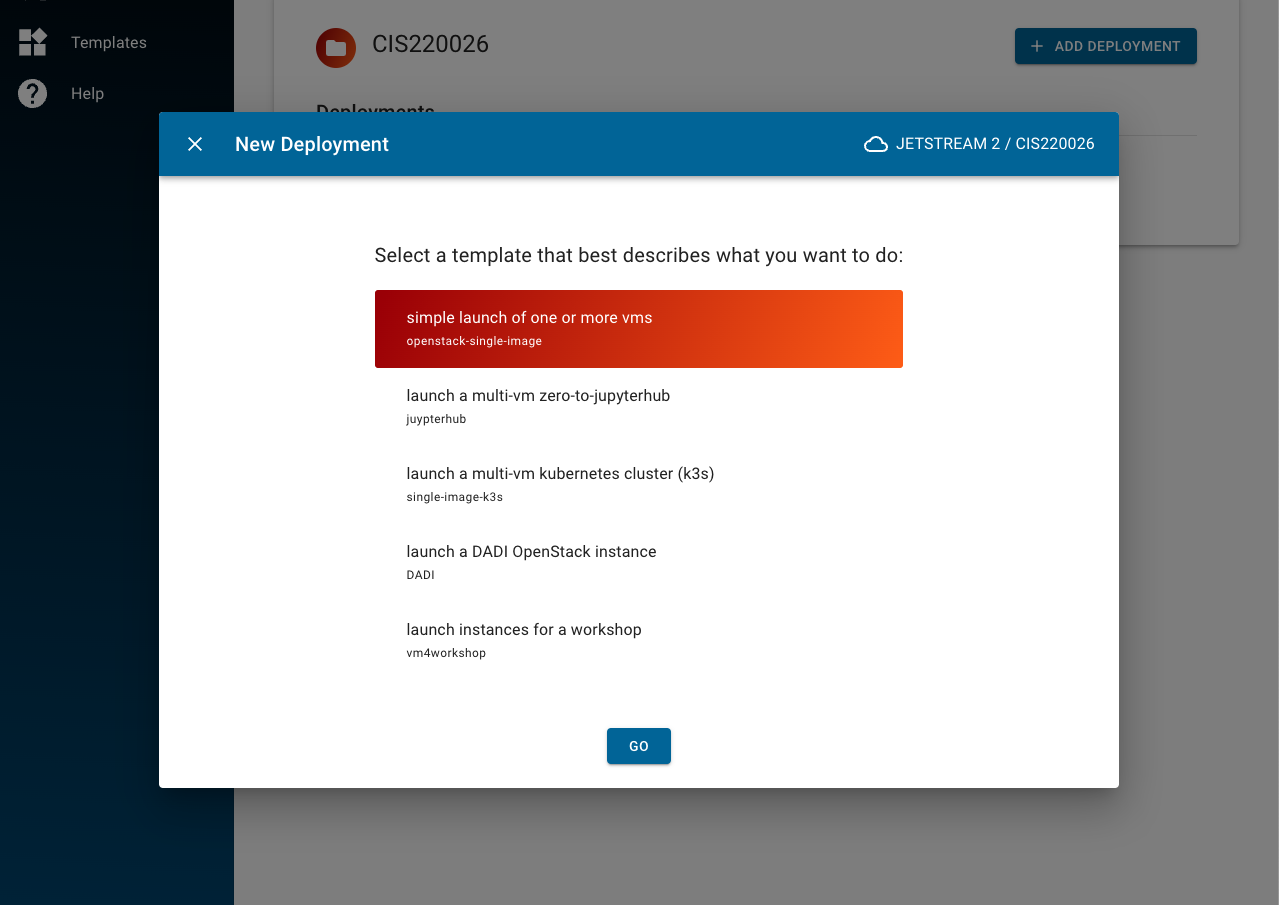 Templates
CIS220026
ADD DEPLOYMENT
Help
Deployments
New Deployment
JETSTREAM 2 / CIS220026
Select a template that best describes what you want to do:
simple launch of one or more vms
openstack-single-image
launch a multi-vm zero-to-jupyterhub
juypterhub
launch a multi-vm kubernetes cluster (k3s)
single-image-k3s
launch a DADI OpenStack instance
DADI
launch instances for a workshop
vm4workshop
GO